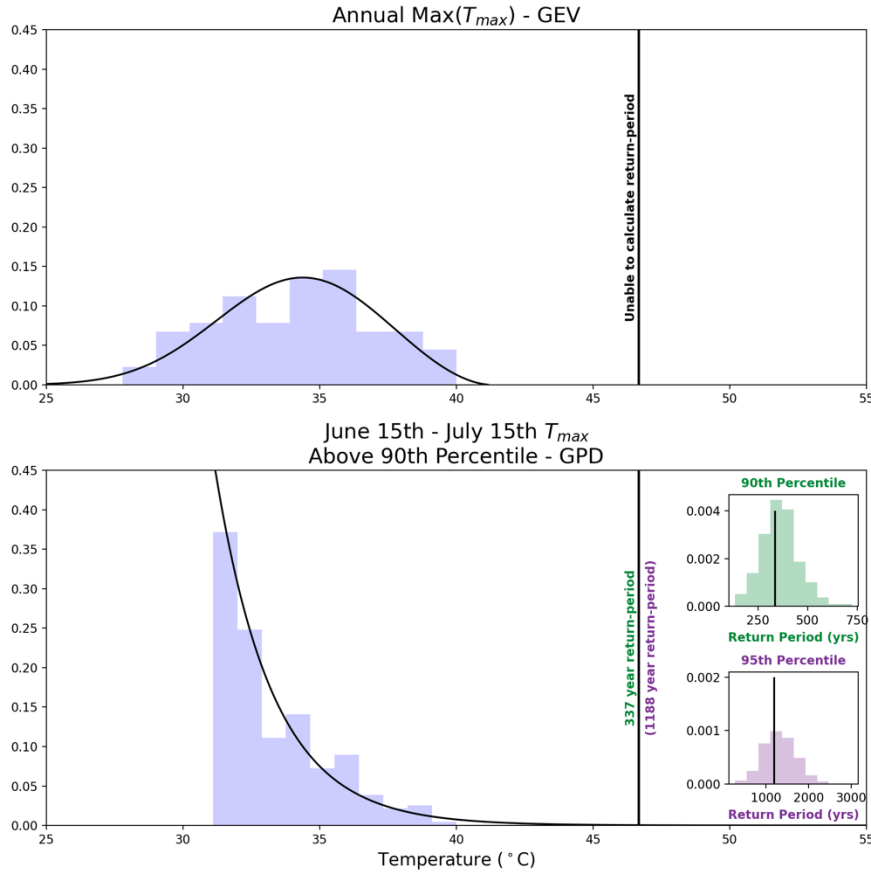 Annual Max(T_max) - GEV
0.45
0.40
0.35
0.30
0.25
0.20
0.15
0.10
0.05
0.00
Unable to calculate return-period
25 30 35 40 45 50 55
June 15th - July 15th T_max
Above 90th Percentile - GPD
0.45
0.40
0.35
0.30
0.25
0.20
0.15
0.10
0.05
0.00
337 year return-period
(1188 year return-period)
90th Percentile
0.004
0.002
0.000
250 500 750
Return Period (yrs)
95th Percentile
0.002
0.001
0.000
1000 2000 3000
Return Period (yrs)
25 30 35 40 45 50 55
Temperature (°C)